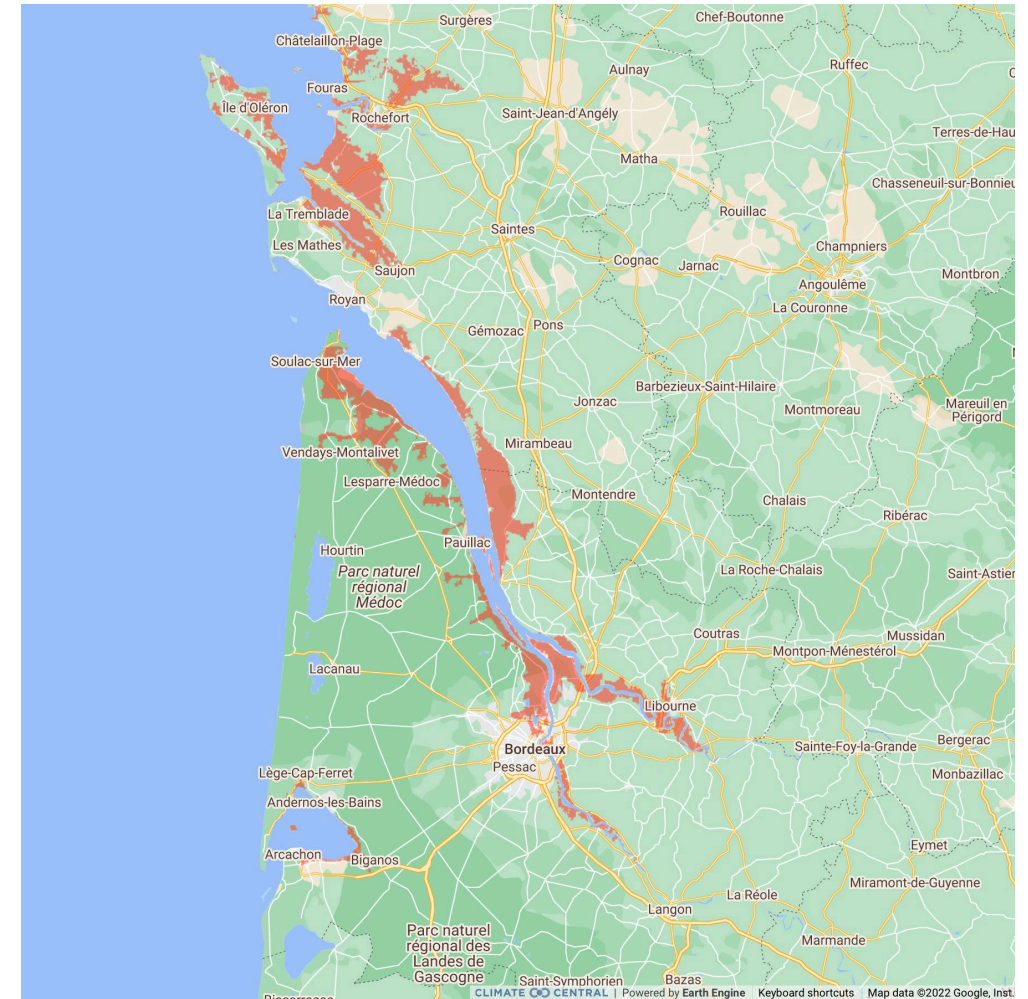 Surgères
Chef-Boutonne
Châtelaillon-Plage
Ruffec
Aulnay
Fouras
Île d'Oléron
Rochefort
Saint-Jean-d'Angély
Terres-de-Hau
Matha
Chasseneuil-sur-Bonnieu
La Tremblade
Rouillac
Saintes
Les Mathes
Champniers
Cognac
Jarnac
Saujon
Montbron
Angoulême
Royan
La Couronne
Gémozac
Pons
Soulac-sur-Mer
Barbezieux-Saint-Hilaire
Jonzac
Montmoreau
Mareuil en
Périgord
Mirambeau
Vendays-Montalivet
Lesparre-Médoc
Montendre
Chalais
Ribérac
Pauillac
Hourtin
La Roche-Chalais
Saint-Astier
Parc naturel
régional
Médoc
Coutras
Mussidan
Montpon-Ménestérol
Lacanau
Libourne
Bordeaux
Sainte-Foy-la-Grande
Bergerac
Pessac
Lège-Cap-Ferret
Monbazillac
Andernos-les-Bains
Eymet
Arcachon
Biganos
Miramont-de-Guyenne
La Réole
Langon
Parc naturel
régional des
Landes de
Gascogne
Marmande
Saint-Symphorien
Bazas
CLIMATE CENTRAL | Powered by Earth Engine
Keyboard shortcuts
Map data ©2022 Google, Inst.